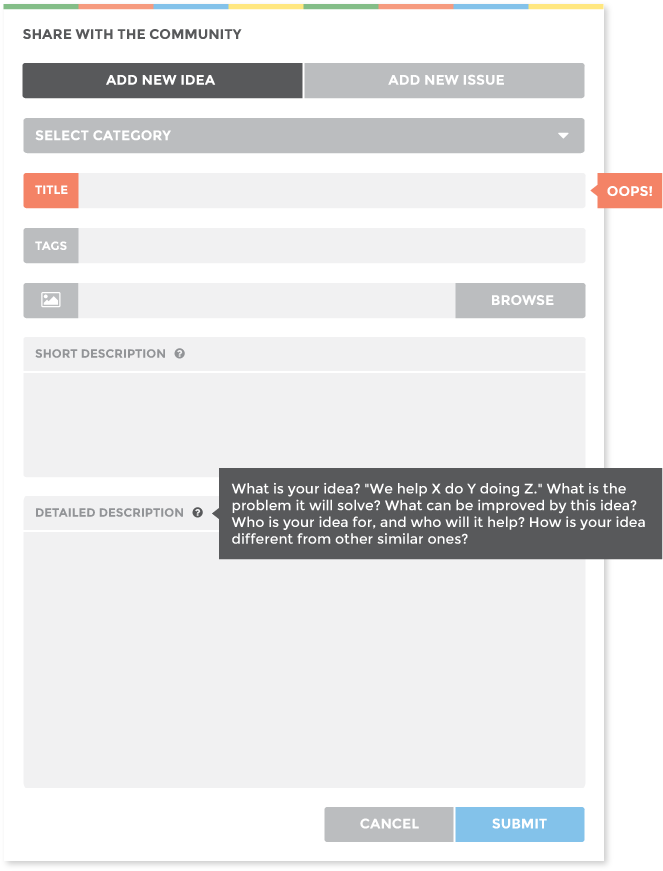 SHARE WITH THE COMMUNITY
ADD NEW IDEA
ADD NEW ISSUE
SELECT CATEGORY
TITLE
OOPS!
TAGS
BROWSE
SHORT DESCRIPTION ?
DETAILED DESCRIPTION ?
What is your idea? "We help X do Y doing Z." What is the
problem it will solve? What can be improved by this idea?
Who is your idea for, and who will it help? How is your idea
different from other similar ones?
CANCEL
SUBMIT